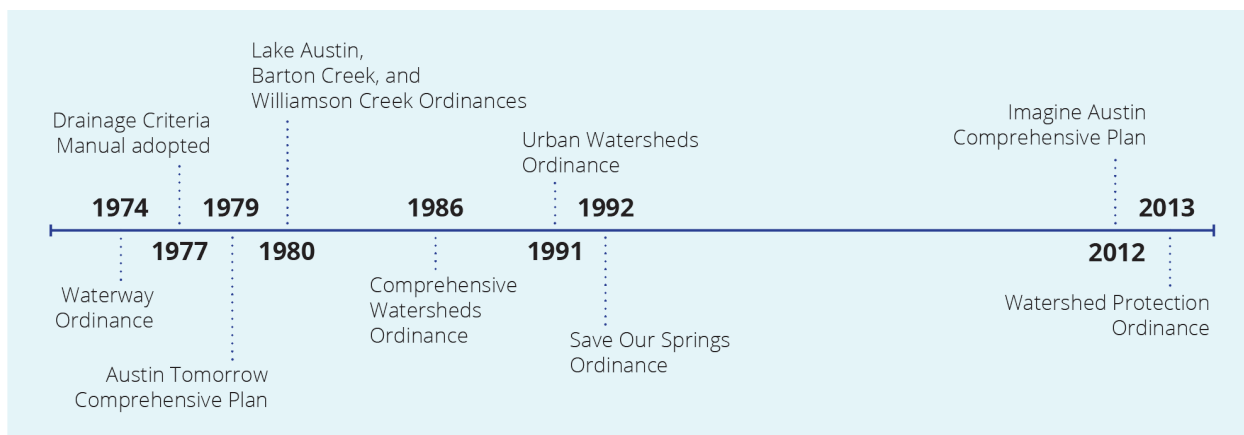 Lake Austin,
Barton Creek, and
Williamson Creek Ordinances
Drainage Criteria
Manual adopted
Urban Watersheds
Ordinance
Imagine Austin
Comprehensive Plan
1974
1979
1986
1992
2013
1977
1980
1991
2012
Waterway
Ordinance
Austin Tomorrow
Comprehensive Plan
Comprehensive
Watersheds
Ordinance
Save Our Springs
Ordinance
Watershed Protection
Ordinance